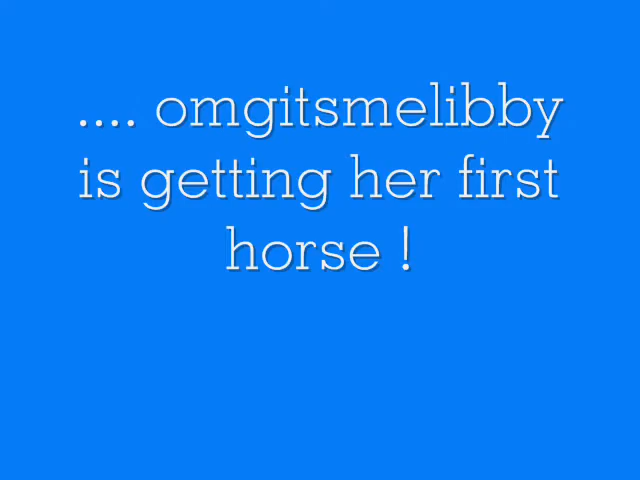 .... omgitsmelibby
is getting her first
horse !